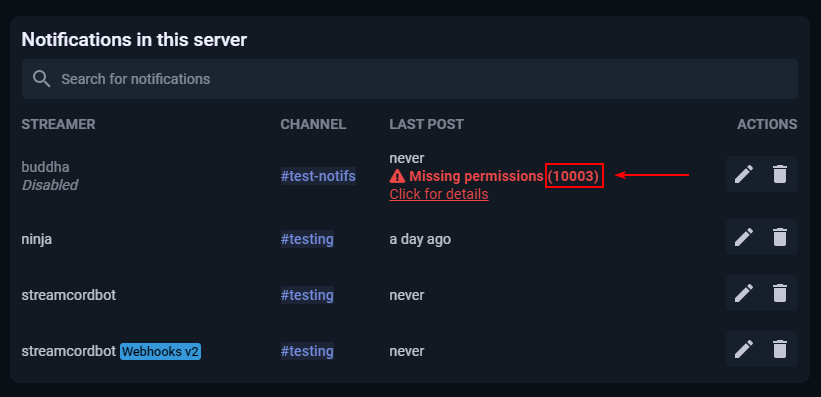 Notifications in this server
Search for notifications
STREAMER CHANNEL LAST POST ACTIONS
buddha
Disabled
#test-notifs
never
Missing permissions (10003)
Click for details
ninja #testing a day ago
streamcordbot #testing never
streamcordbot Webhooks v2 #testing never